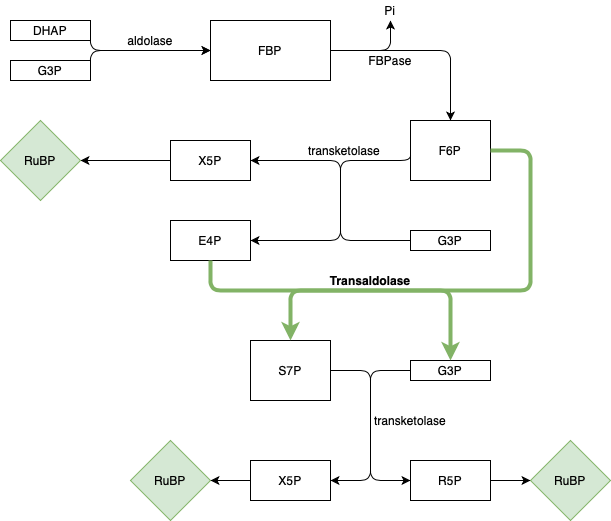 Pi
DHAP
aldolase
FBP
FBPase
G3P
RuBP
X5P
transketolase
F6P
E4P
G3P
Transaldolase
S7P
G3P
transketolase
RuBP
X5P
R5P
RuBP